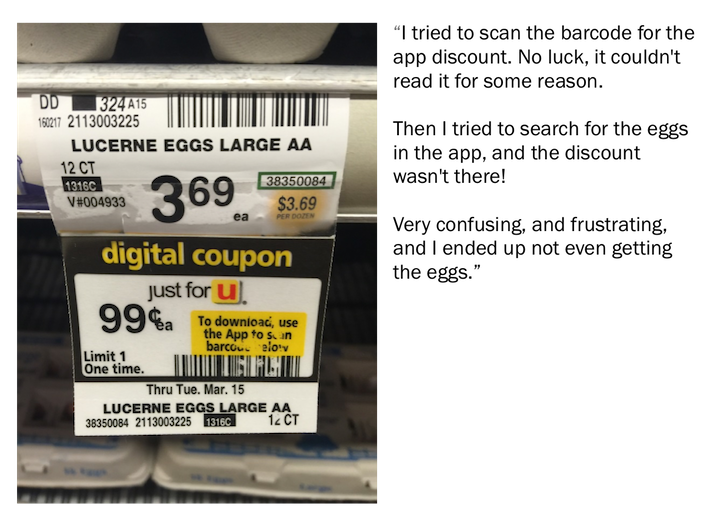 DD 324 A15
160217 2113003225
LUCERNE EGGS LARGE AA
12 CT
1316C
V#004933
3 69 ea
38350084
$3.69
PER DOZEN
digital coupon
just for u
99¢ ea
To download, use
the App to scan
barcode below
Limit 1
One time.
Thru Tue. Mar. 15
LUCERNE EGGS LARGE AA
38350084 2113003225 1316C 12 CT
“I tried to scan the barcode for the
app discount. No luck, it couldn't
read it for some reason.
Then I tried to search for the eggs
in the app, and the discount
wasn't there!
Very confusing, and frustrating,
and I ended up not even getting
the eggs.”